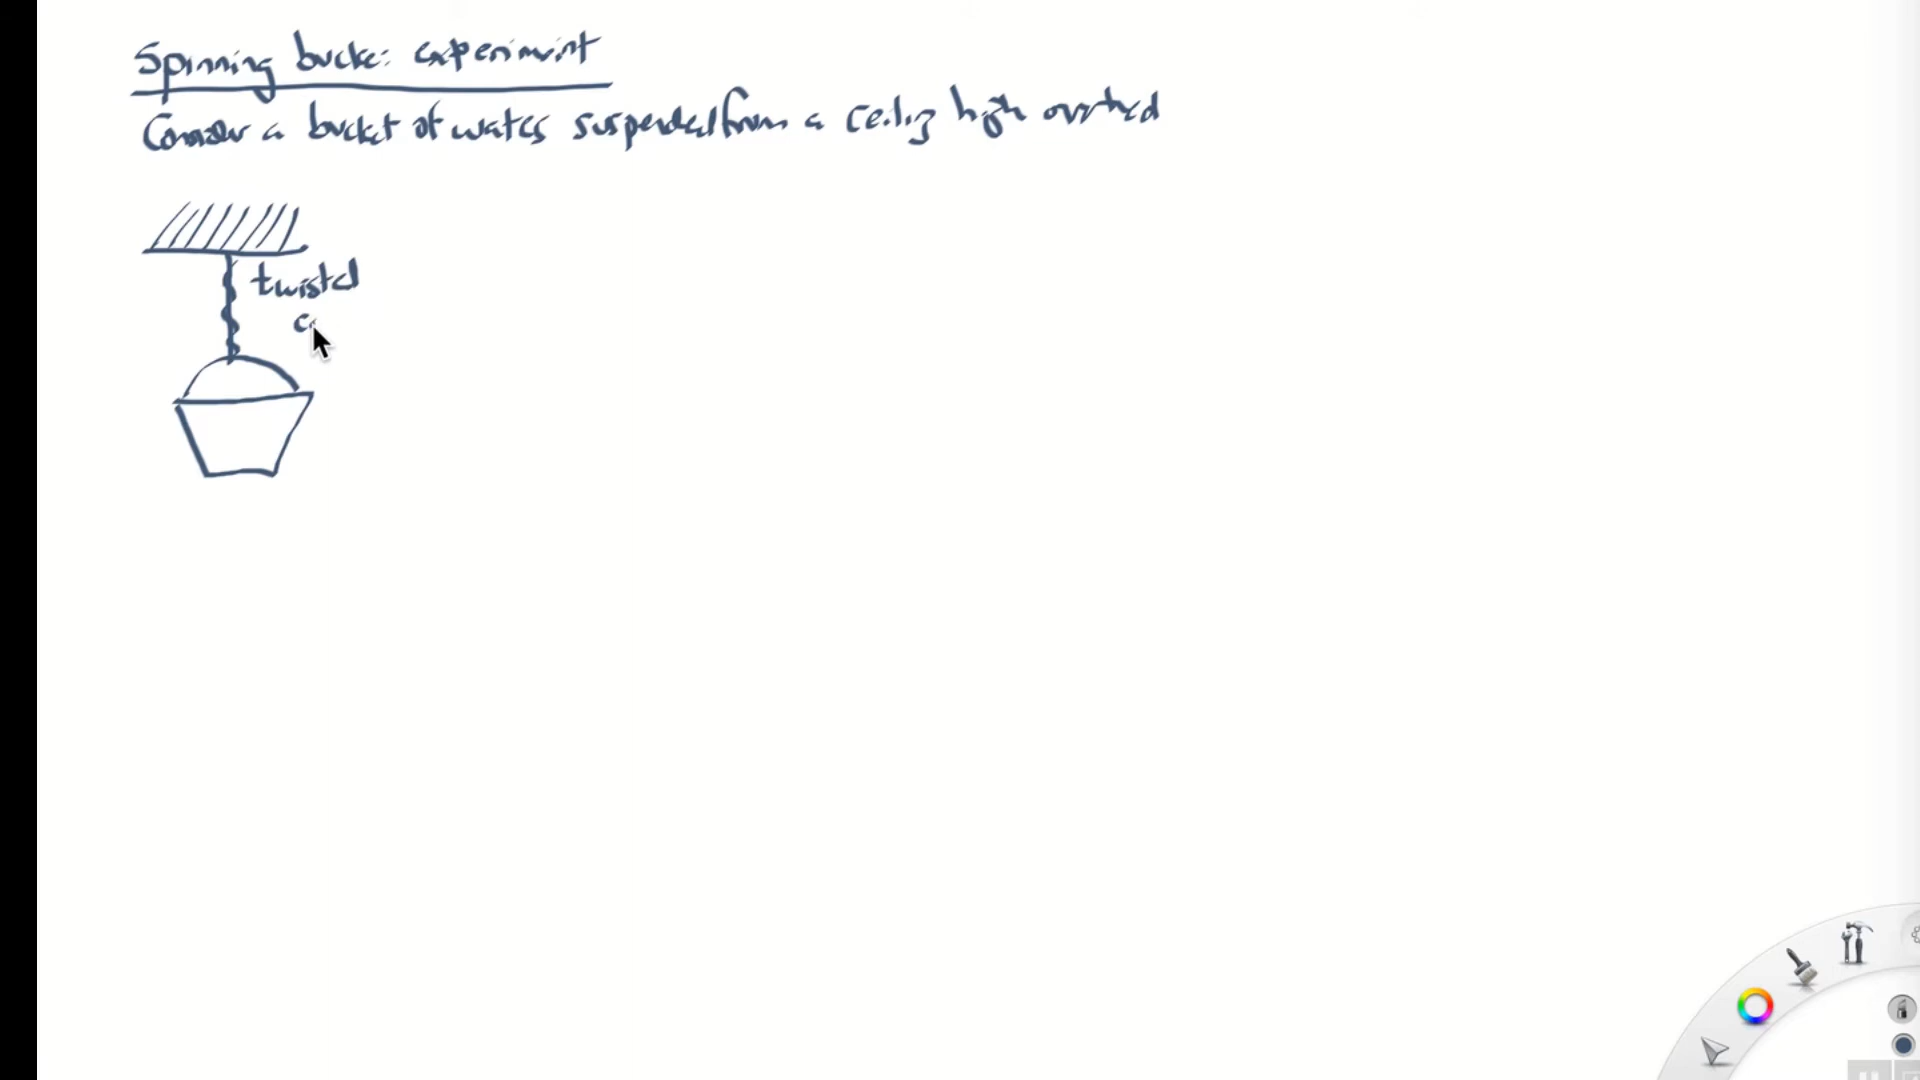 Spinning bucket experiment
Consider a bucket of water suspended from a ceiling high overhead
twisted
c